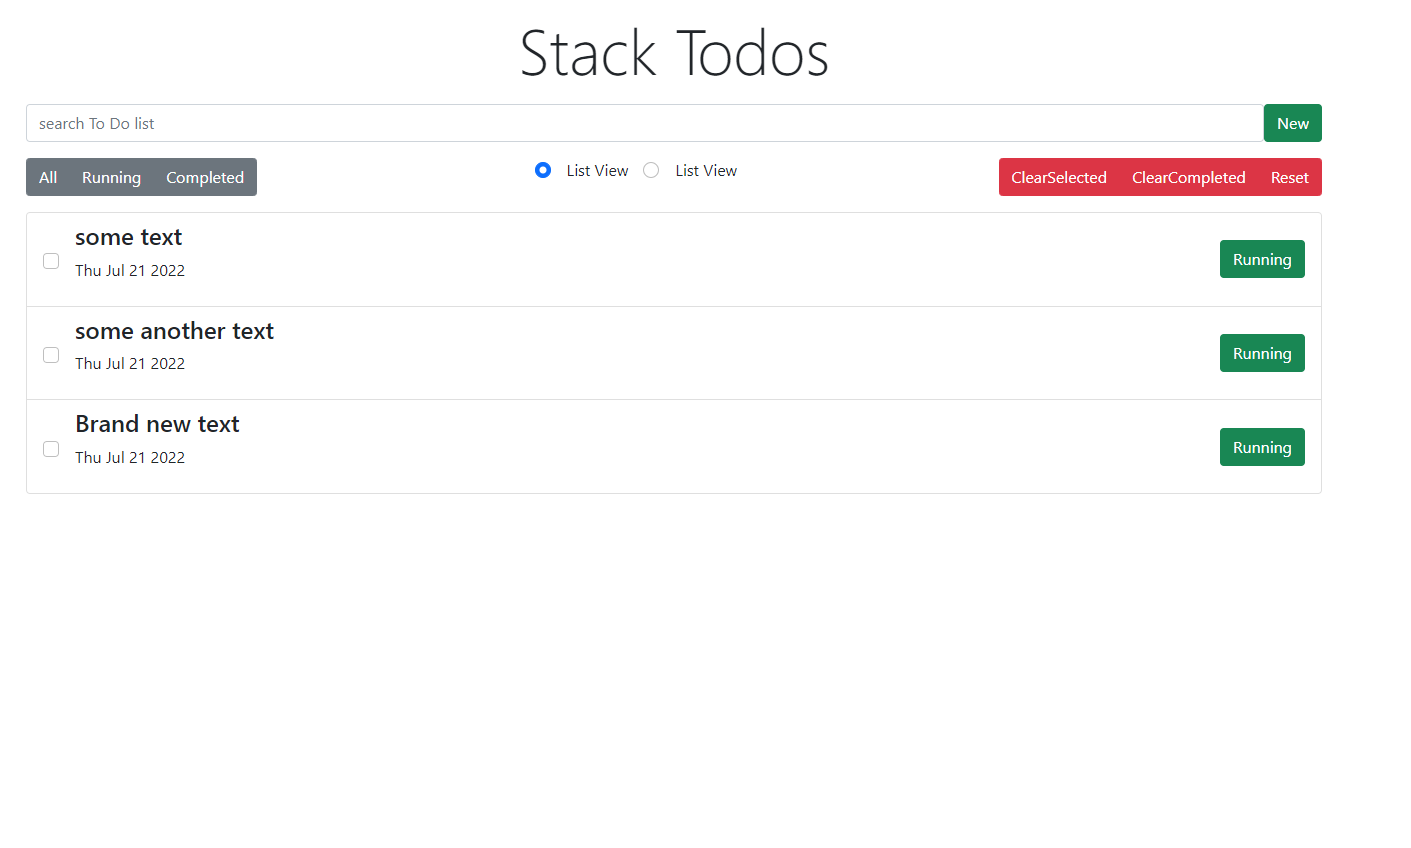 Stack Todos
search To Do list New
All Running Completed List View List View ClearSelected ClearCompleted Reset
some text
Thu Jul 21 2022
Running
some another text
Thu Jul 21 2022
Running
Brand new text
Thu Jul 21 2022
Running